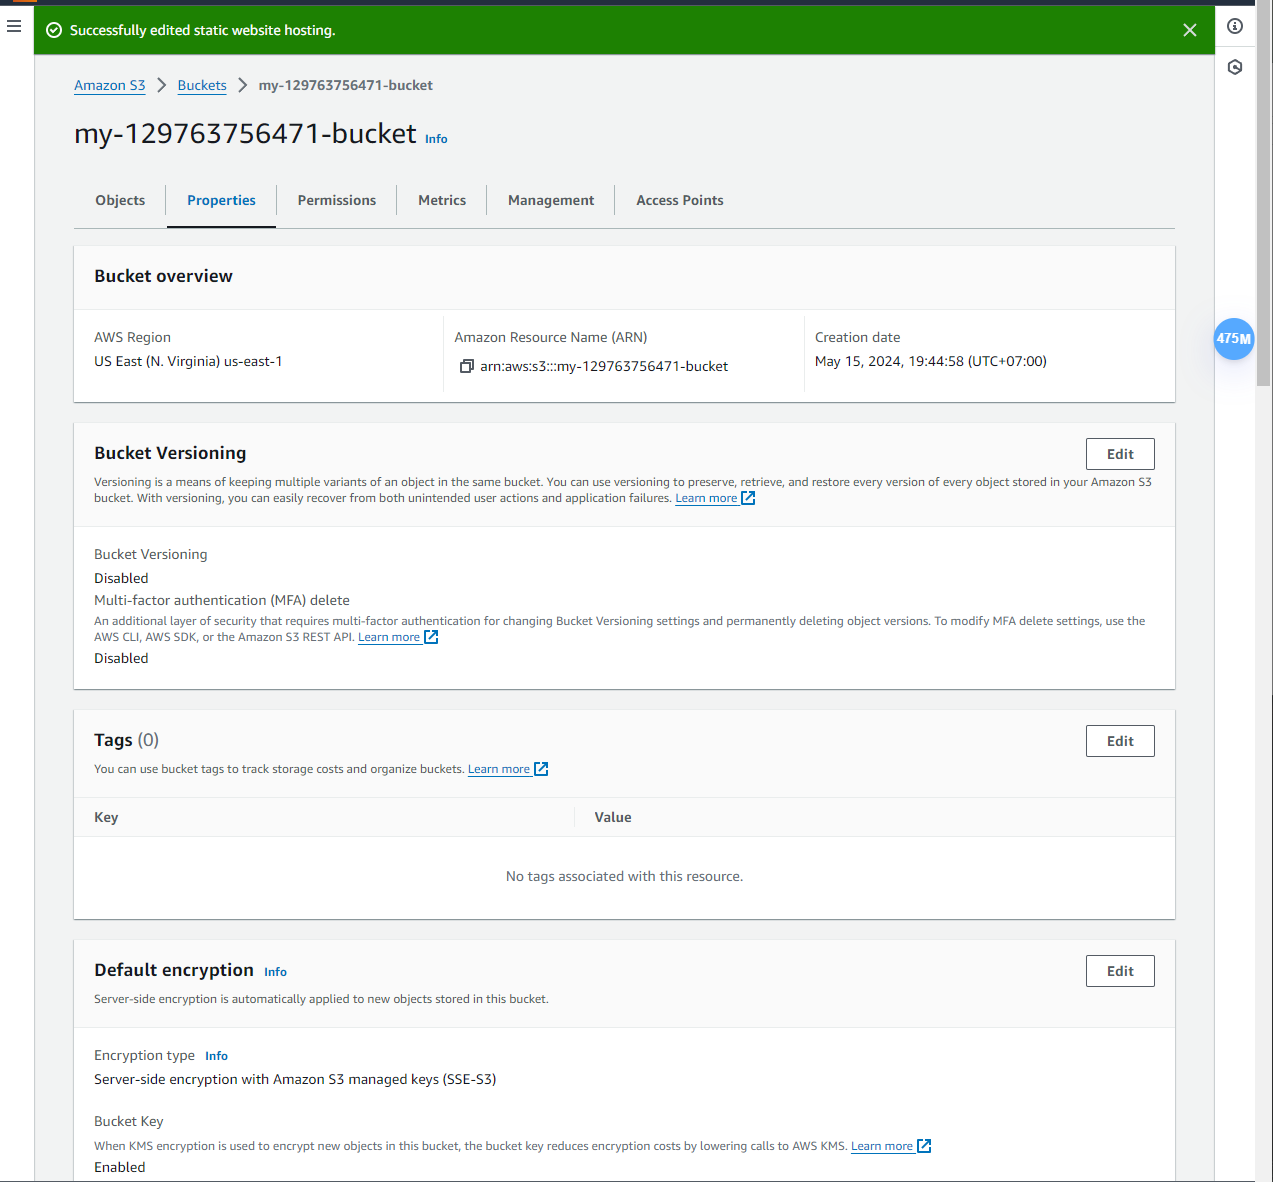 Successfully edited static website hosting.
Amazon S3 > Buckets > my-129763756471-bucket
my-129763756471-bucket Info
Objects Properties Permissions Metrics Management Access Points
Bucket overview
AWS Region
US East (N. Virginia) us-east-1
Amazon Resource Name (ARN)
arn:aws:s3:::my-129763756471-bucket
Creation date
May 15, 2024, 19:44:58 (UTC+07:00)
475M
Bucket Versioning
Edit
Versioning is a means of keeping multiple variants of an object in the same bucket. You can use versioning to preserve, retrieve, and restore every version of every object stored in your Amazon S3
bucket. With versioning, you can easily recover from both unintended user actions and application failures. Learn more
Bucket Versioning
Disabled
Multi-factor authentication (MFA) delete
An additional layer of security that requires multi-factor authentication for changing Bucket Versioning settings and permanently deleting object versions. To modify MFA delete settings, use the
AWS CLI, AWS SDK, or the Amazon S3 REST API. Learn more
Disabled
Tags (0)
Edit
You can use bucket tags to track storage costs and organize buckets. Learn more
Key Value
No tags associated with this resource.
Default encryption Info
Edit
Server-side encryption is automatically applied to new objects stored in this bucket.
Encryption type Info
Server-side encryption with Amazon S3 managed keys (SSE-S3)
Bucket Key
When KMS encryption is used to encrypt new objects in this bucket, the bucket key reduces encryption costs by lowering calls to AWS KMS. Learn more
Enabled